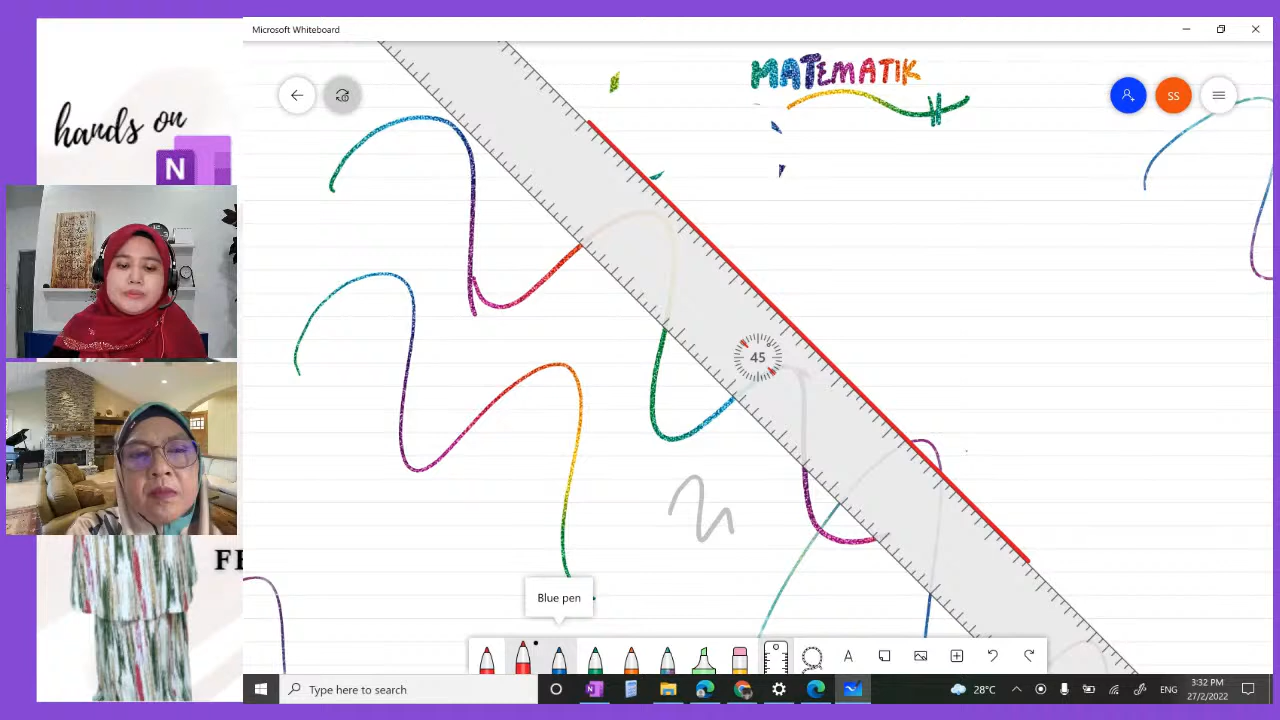 Microsoft Whiteboard
hands on
N
MATEMATIK
SS
45
FE
Blue pen
A
Type here to search
28°C
ENG
3:32 PM
27/2/2022